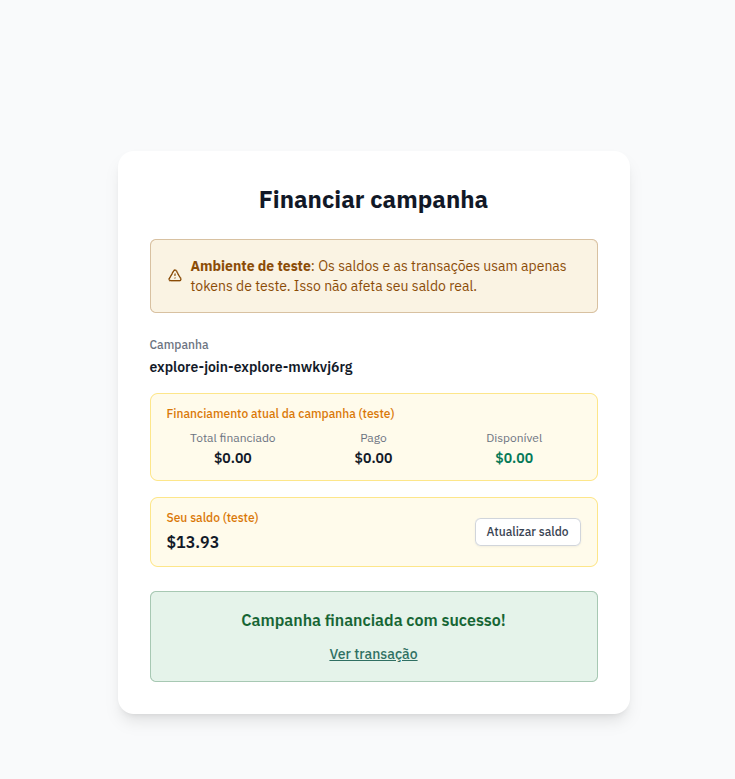 Financiar campanha
Ambiente de teste: Os saldos e as transações usam apenas
tokens de teste. Isso não afeta seu saldo real.
Campanha
explore-join-explore-mwkvj6rg
Financiamento atual da campanha (teste)
Total financiado Pago Disponível
$0.00 $0.00 $0.00
Seu saldo (teste)
$13.93
Atualizar saldo
Campanha financiada com sucesso!
Ver transação